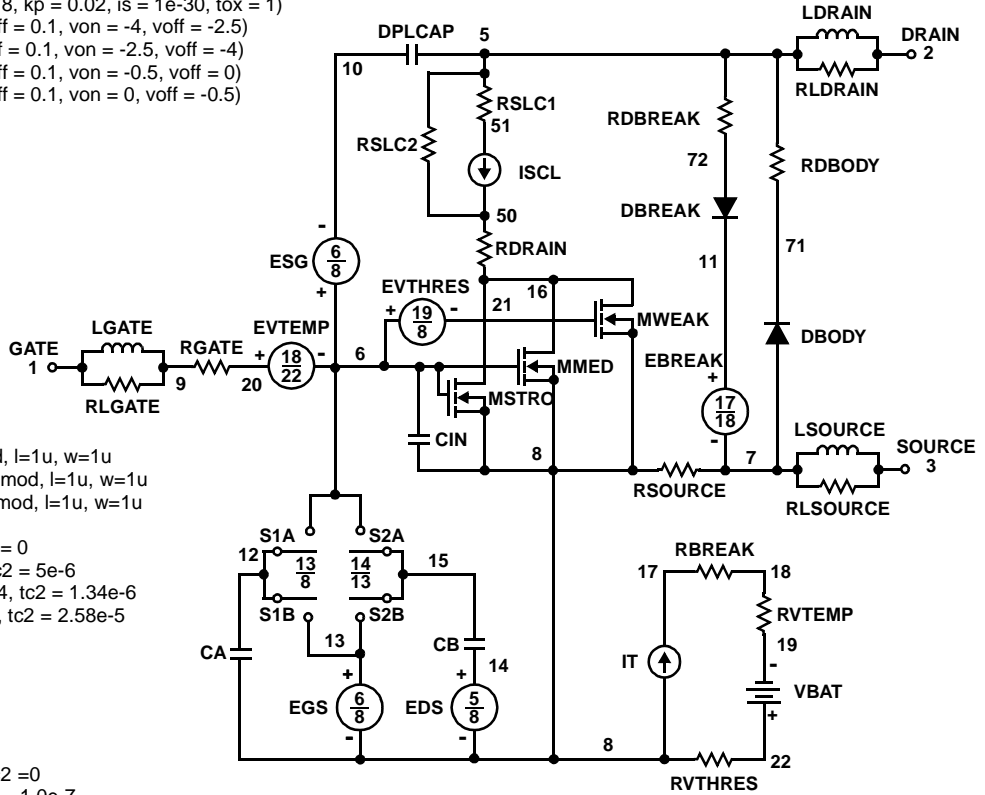 8, kp = 0.02, is = 1e-30, tox = 1)
ff = 0.1, von = -4, voff = -2.5)
f = 0.1, von = -2.5, voff = -4)
ff = 0.1, von = -0.5, voff = 0)
ff = 0.1, von = 0, voff = -0.5)
DPLCAP
5
10
LDRAIN
DRAIN
2
RLDRAIN
RSLC1
51
RSLC2
ISCL
RDBREAK
72
RDBODY
DBREAK
50
RDRAIN
71
11
ESG
6
8
EVTHRES
16
21
19
8
MWEAK
LGATE
GATE
1
RGATE
EVTEMP
18
22
6
9
20
RLGATE
MMED
MSTRO
EBREAK
DBODY
17
18
CIN
8
7
RSOURCE
LSOURCE
SOURCE
3
RLSOURCE
d, l=1u, w=1u
mod, l=1u, w=1u
mod, l=1u, w=1u
= 0
c2 = 5e-6
4, tc2 = 1.34e-6
, tc2 = 2.58e-5
S1A
S2A
12
13
8
14
13
15
S1B
S2B
13
CA
CB
14
EGS
6
8
EDS
5
8
RBREAK
17
18
RVTEMP
19
IT
VBAT
8
22
RVTHRES
2 =0